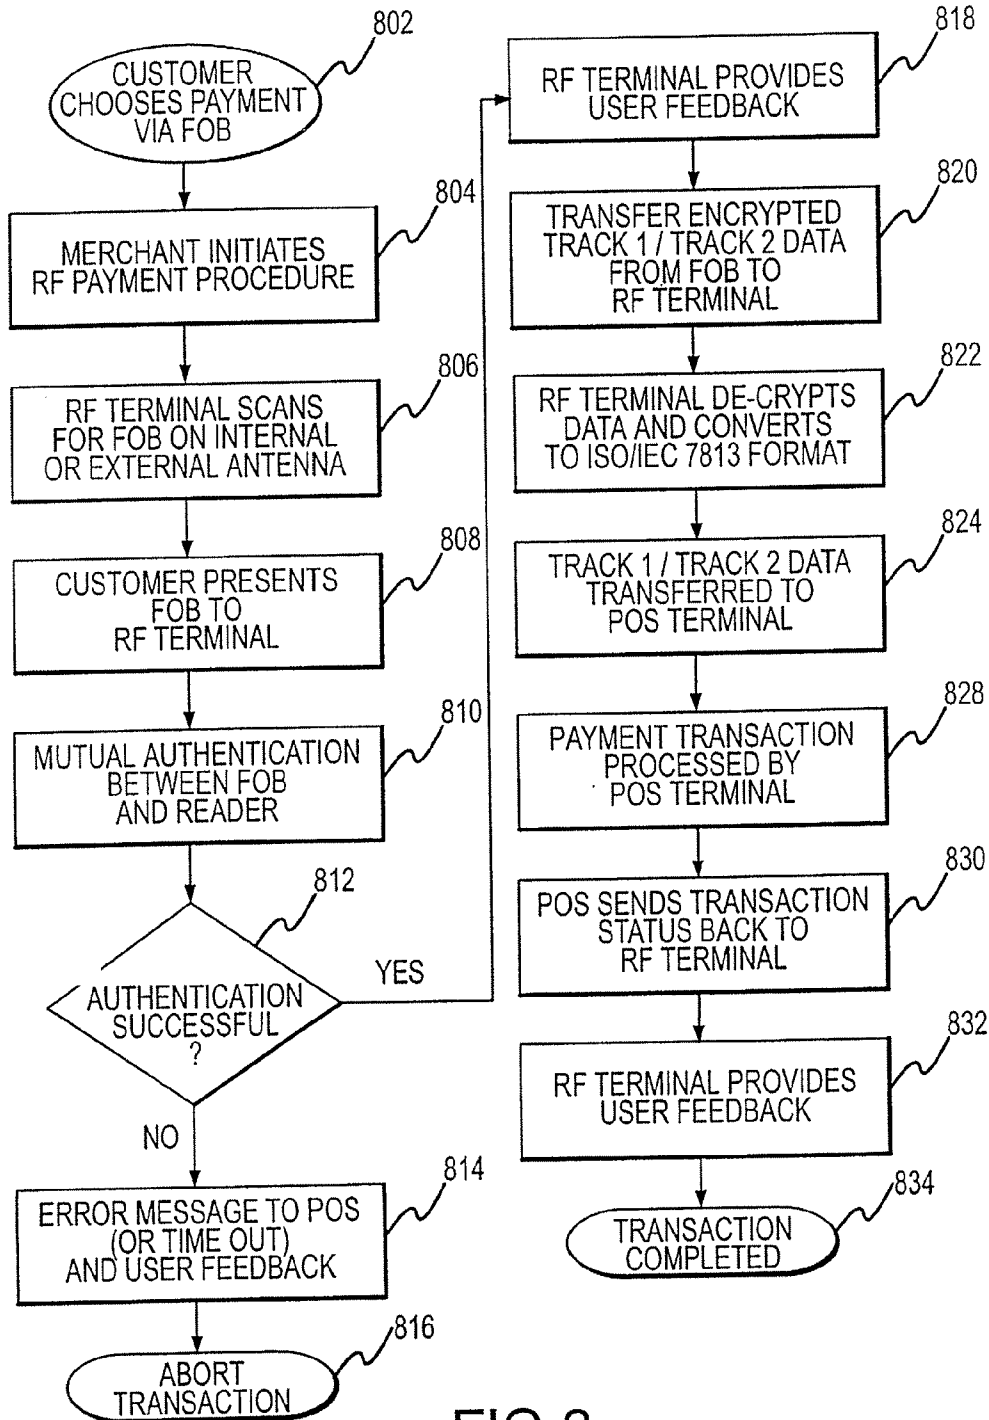 802
CUSTOMER
CHOOSES PAYMENT
VIA FOB
804
MERCHANT INITIATES
RF PAYMENT PROCEDURE
806
RF TERMINAL SCANS
FOR FOB ON INTERNAL
OR EXTERNAL ANTENNA
808
CUSTOMER PRESENTS
FOB TO
RF TERMINAL
810
MUTUAL AUTHENTICATION
BETWEEN FOB
AND READER
812
AUTHENTICATION
SUCCESSFUL
?
YES
NO
814
ERROR MESSAGE TO POS
(OR TIME OUT)
AND USER FEEDBACK
816
ABORT
TRANSACTION
818
RF TERMINAL PROVIDES
USER FEEDBACK
820
TRANSFER ENCRYPTED
TRACK 1 / TRACK 2 DATA
FROM FOB TO
RF TERMINAL
822
RF TERMINAL DE-CRYPTS
DATA AND CONVERTS
TO ISO/IEC 7813 FORMAT
824
TRACK 1 / TRACK 2 DATA
TRANSFERRED TO
POS TERMINAL
828
PAYMENT TRANSACTION
PROCESSED BY
POS TERMINAL
830
POS SENDS TRANSACTION
STATUS BACK TO
RF TERMINAL
832
RF TERMINAL PROVIDES
USER FEEDBACK
834
TRANSACTION
COMPLETED